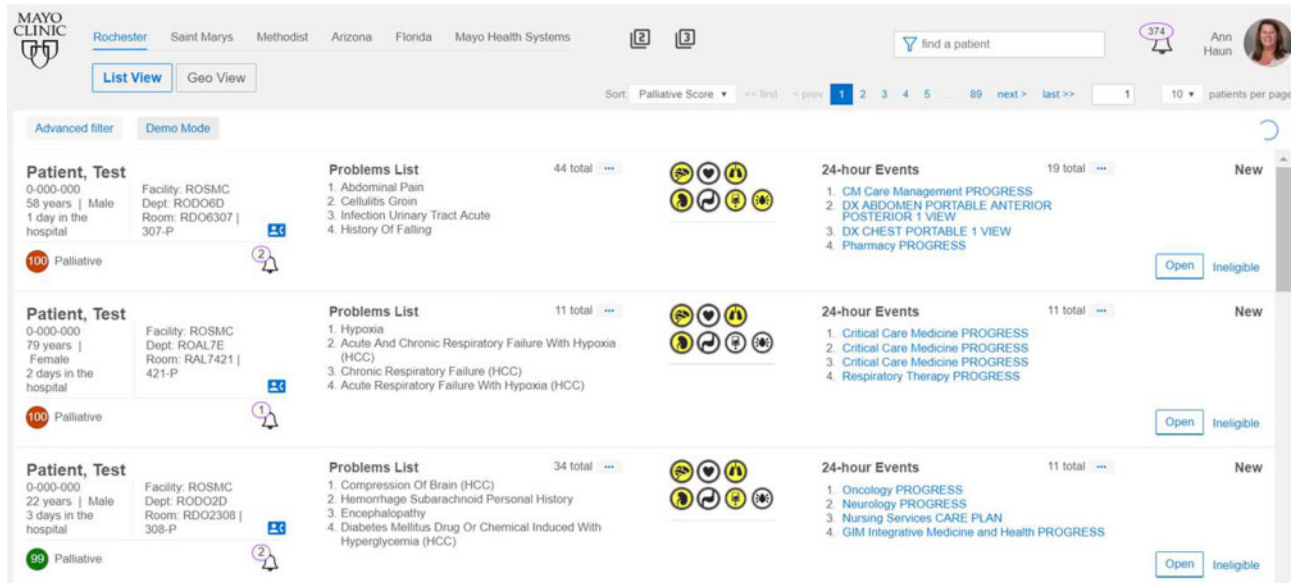 MAYO
CLINIC
Rochester Saint Marys Methodist Arizona Florida Mayo Health Systems 2 3 find a patient 374 Ann
Haun
List View Geo View
Sort: Palliative Score << first < prev 1 2 3 4 5 ... 89 next > last >> 1 10 patients per page
Advanced filter Demo Mode
Patient, Test
0-000-000
58 years | Male
1 day in the
hospital
Facility: ROSMC
Dept: RODO6D
Room: RDO6307 |
307-P
100 Palliative 2
Problems List 44 total ...
1. Abdominal Pain
2. Cellulitis Groin
3. Infection Urinary Tract Acute
4. History Of Falling
24-hour Events 19 total ...
1. CM Care Management PROGRESS
2. DX ABDOMEN PORTABLE ANTERIOR
POSTERIOR 1 VIEW
3. DX CHEST PORTABLE 1 VIEW
4. Pharmacy PROGRESS
New
Open Ineligible
Patient, Test
0-000-000
79 years |
Female
2 days in the
hospital
Facility: ROSMC
Dept: ROAL7E
Room: RAL7421 |
421-P
100 Palliative 1
Problems List 11 total ...
1. Hypoxia
2. Acute And Chronic Respiratory Failure With Hypoxia
(HCC)
3. Chronic Respiratory Failure (HCC)
4. Acute Respiratory Failure With Hypoxia (HCC)
24-hour Events 11 total ...
1. Critical Care Medicine PROGRESS
2. Critical Care Medicine PROGRESS
3. Critical Care Medicine PROGRESS
4. Respiratory Therapy PROGRESS
New
Open Ineligible
Patient, Test
0-000-000
22 years | Male
3 days in the
hospital
Facility: ROSMC
Dept: RODO2D
Room: RDO2308 |
308-P
99 Palliative 2
Problems List 34 total ...
1. Compression Of Brain (HCC)
2. Hemorrhage Subarachnoid Personal History
3. Encephalopathy
4. Diabetes Mellitus Drug Or Chemical Induced With
Hyperglycemia (HCC)
24-hour Events 11 total ...
1. Oncology PROGRESS
2. Neurology PROGRESS
3. Nursing Services CARE PLAN
4. GIM Integrative Medicine and Health PROGRESS
New
Open Ineligible